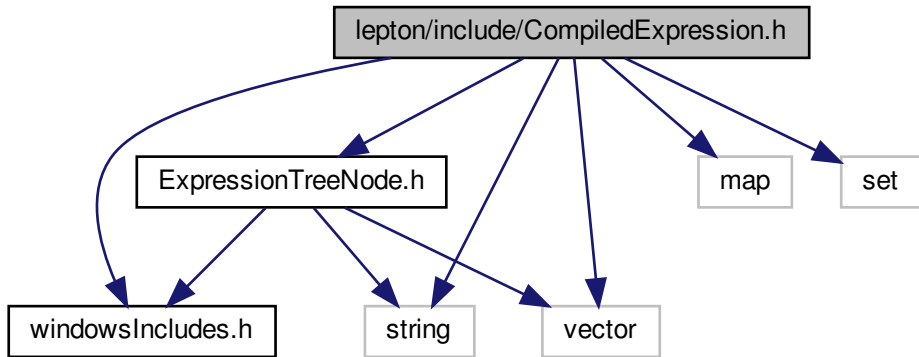 lepton/include/CompiledExpression.h
ExpressionTreeNode.h
map
set
windowsIncludes.h
string
vector